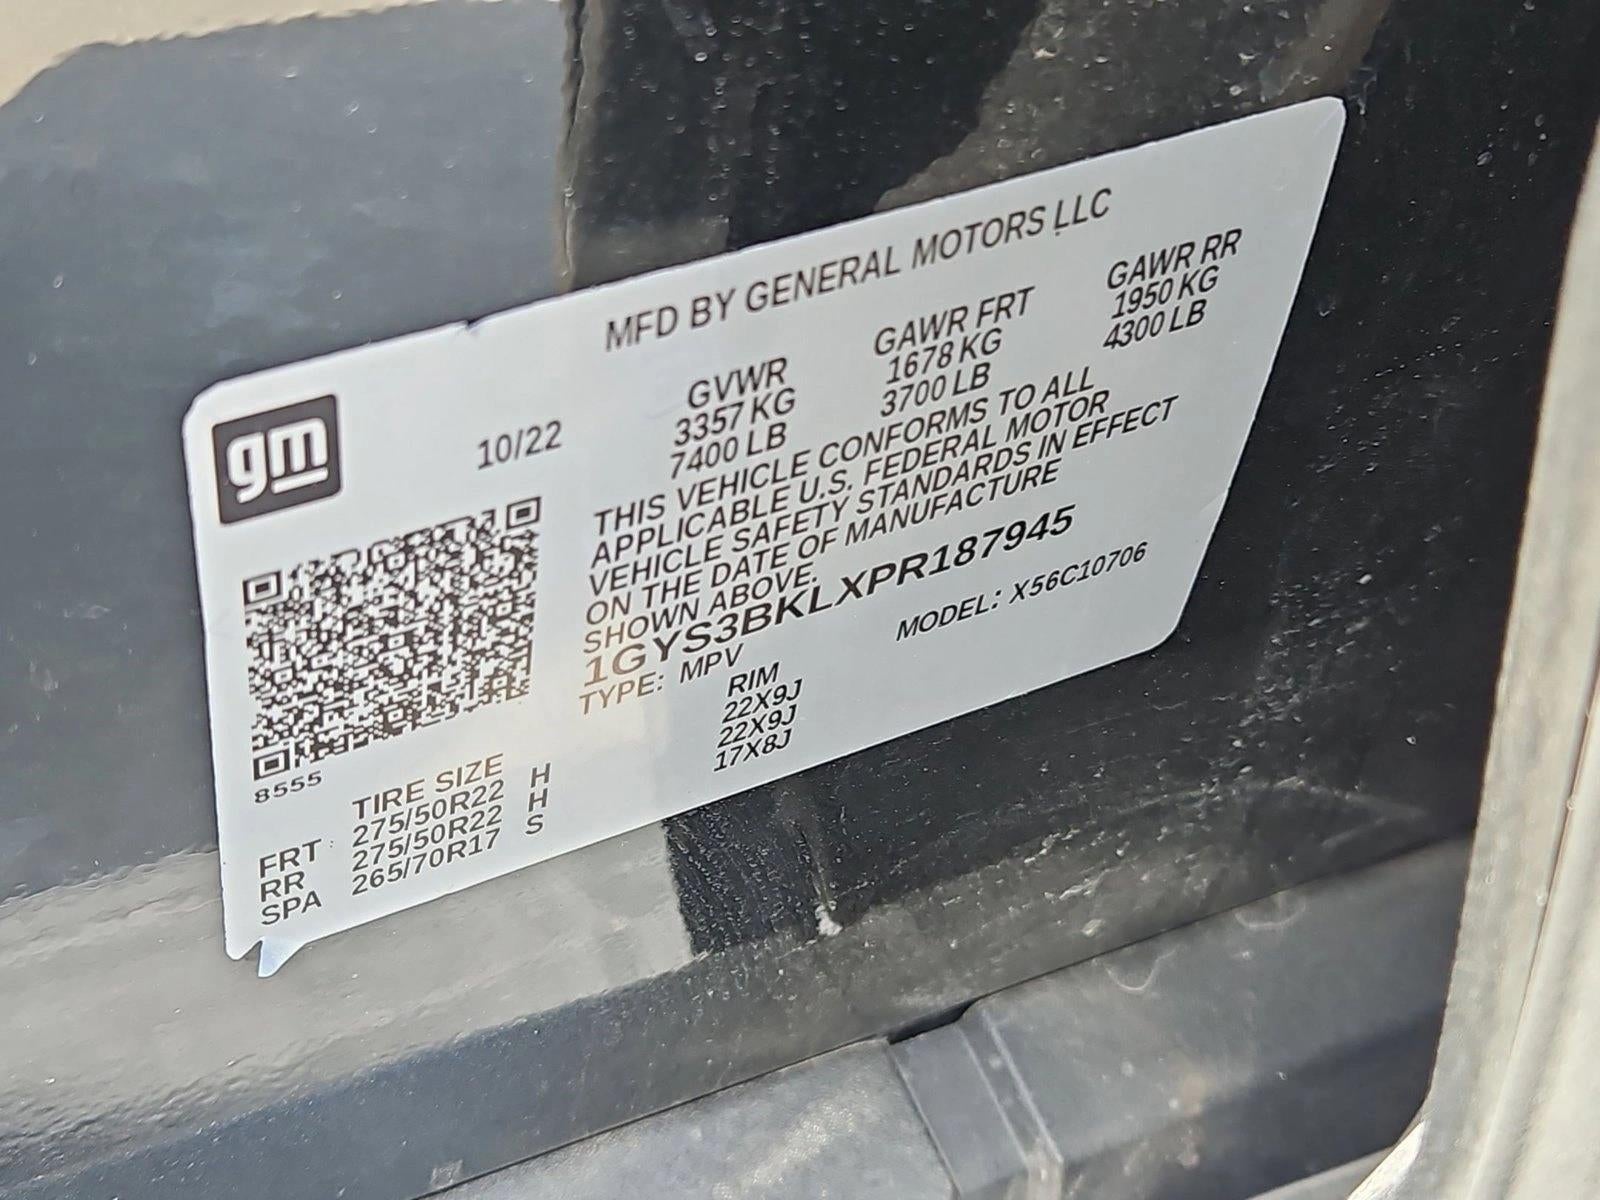 MFD BY GENERAL MOTORS LLC
gm
10/22
GVWR GAWR FRT GAWR RR
3357 KG 1678 KG 1950 KG
7400 LB 3700 LB 4300 LB
THIS VEHICLE CONFORMS TO ALL
APPLICABLE U.S. FEDERAL MOTOR
VEHICLE SAFETY STANDARDS IN EFFECT
ON THE DATE OF MANUFACTURE
SHOWN ABOVE.
1GYS3BKLXPR187945
TYPE: MPV MODEL: X56C10706
8555
TIRE SIZE RIM
FRT 275/50R22 H 22X9J
RR 275/50R22 H 22X9J
SPA 265/70R17 S 17X8J